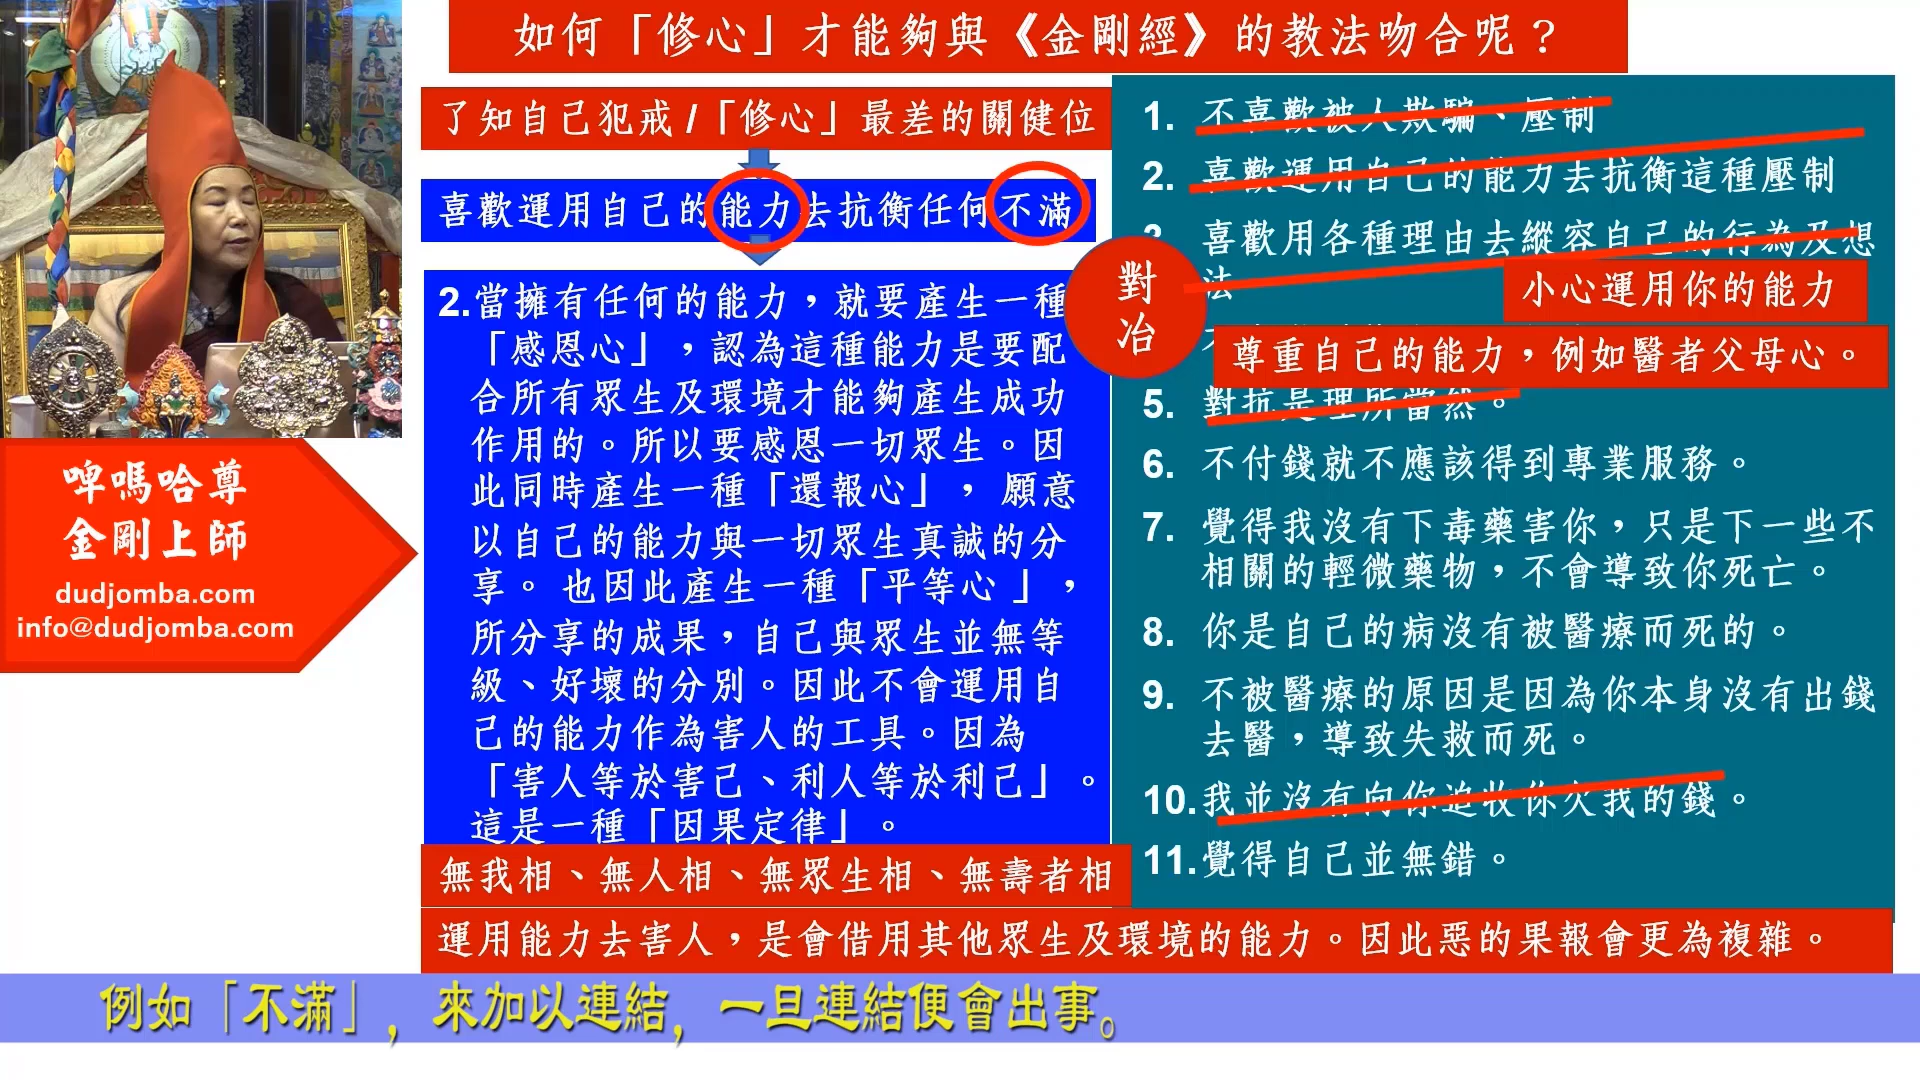 如何「修心」才能夠與《金剛經》的教法吻合呢？
了知自己犯戒 /「修心」最差的關健位
喜歡運用自己的能力去抗衡任何不滿
2.當擁有任何的能力，就要產生一種
「感恩心」，認為這種能力是要配
合所有眾生及環境才能夠產生成功
作用的。所以要感恩一切眾生。因
此同時產生一種「還報心」， 願意
以自己的能力與一切眾生真誠的分
享。 也因此產生一種「平等心 」，
所分享的成果，自己與眾生並無等
級、好壞的分別。因此不會運用自
己的能力作為害人的工具。因為
「害人等於害己、利人等於利己」。
這是一種「因果定律」 。
無我相、無人相、無眾生相、無壽者相
對
冶
1. 不喜歡被人欺騙、壓制
2. 喜歡運用自己的能力去抗衡這種壓制
喜歡用各種理由去縱容自己的行為及想
法
小心運用你的能力
尊重自己的能力，例如醫者父母心。
5. 對抗是理所當然。
6. 不付錢就不應該得到專業服務。
7. 覺得我沒有下毒藥害你，只是下一些不
相關的輕微藥物，不會導致你死亡。
8. 你是自己的病沒有被醫療而死的。
9. 不被醫療的原因是因為你本身沒有出錢
去醫，導致失救而死。
10.我並沒有向你追收你欠我的錢。
11.覺得自己並無錯。
運用能力去害人，是會借用其他眾生及環境的能力。因此惡的果報會更為複雜。
啤嗎哈尊
金剛上師
dudjomba.com
info@dudjomba.com
例如「不滿」，來加以連結，一旦連結便會出事。